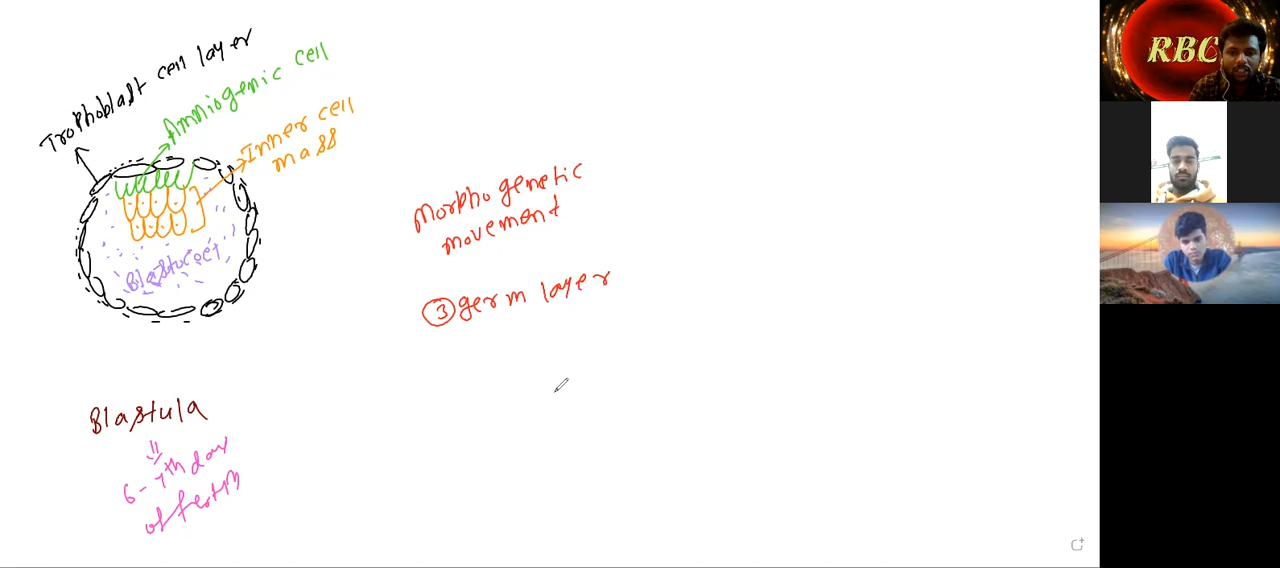 Trophoblast cell layer
Amniogenic cell
Inner cell
mass
Blastocoel
Morphogenetic
movement
③ germ layer
Blastula
6-7th day
of fertn
RBC